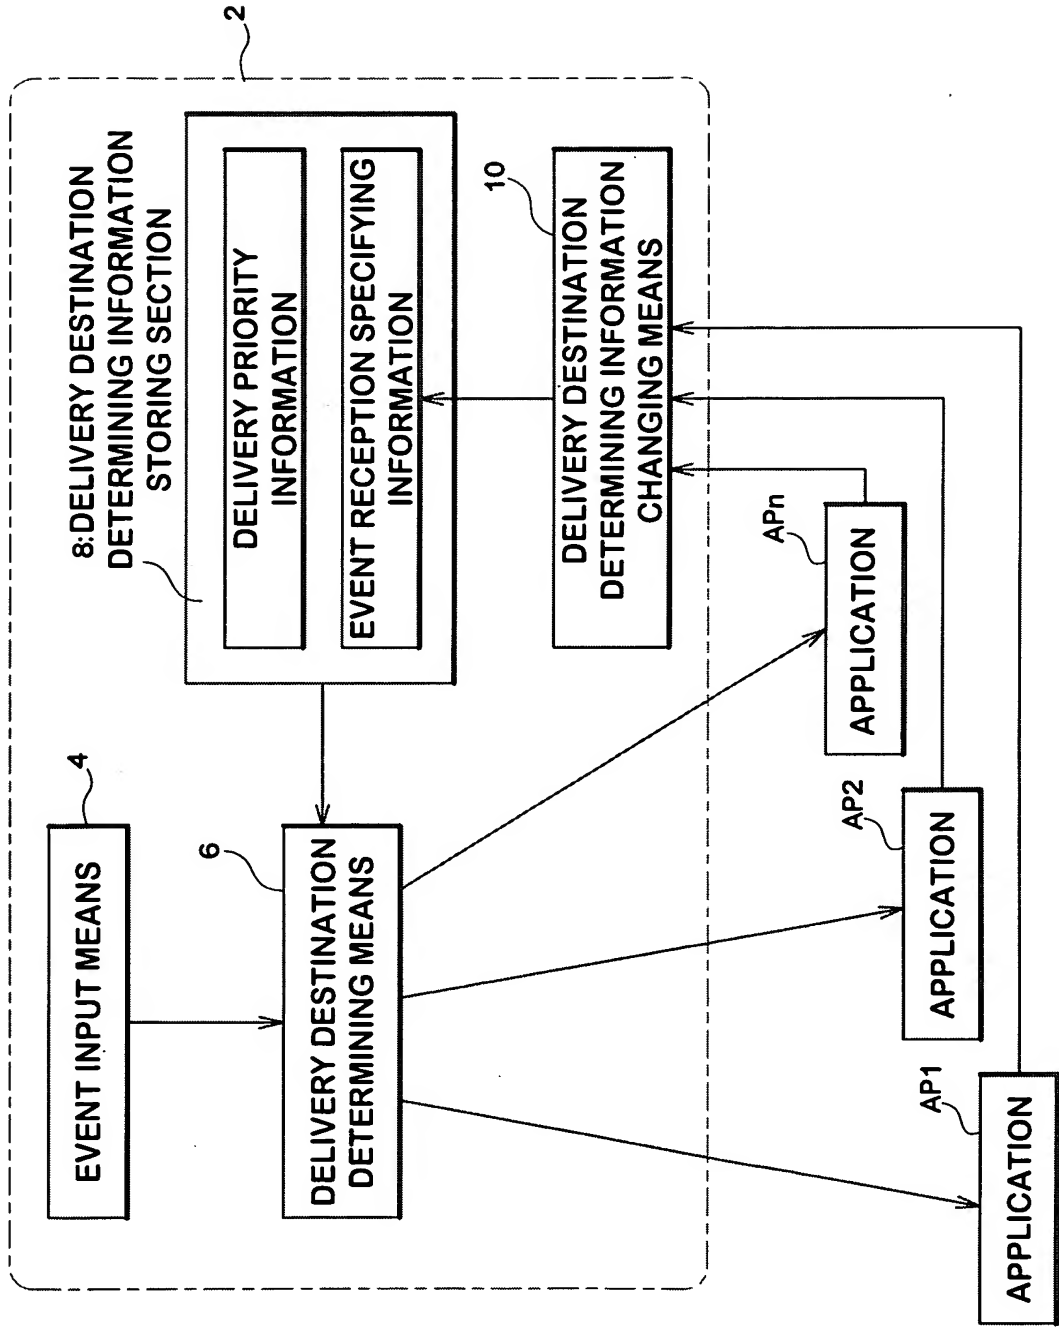 2
8:DELIVERY DESTINATION
DETERMINING INFORMATION
STORING SECTION
DELIVERY PRIORITY
INFORMATION
EVENT RECEPTION SPECIFYING
INFORMATION
4
EVENT INPUT MEANS
6
DELIVERY DESTINATION
DETERMINING MEANS
10
DELIVERY DESTINATION
DETERMINING INFORMATION
CHANGING MEANS
AP1
APPLICATION
AP2
APPLICATION
APn
APPLICATION